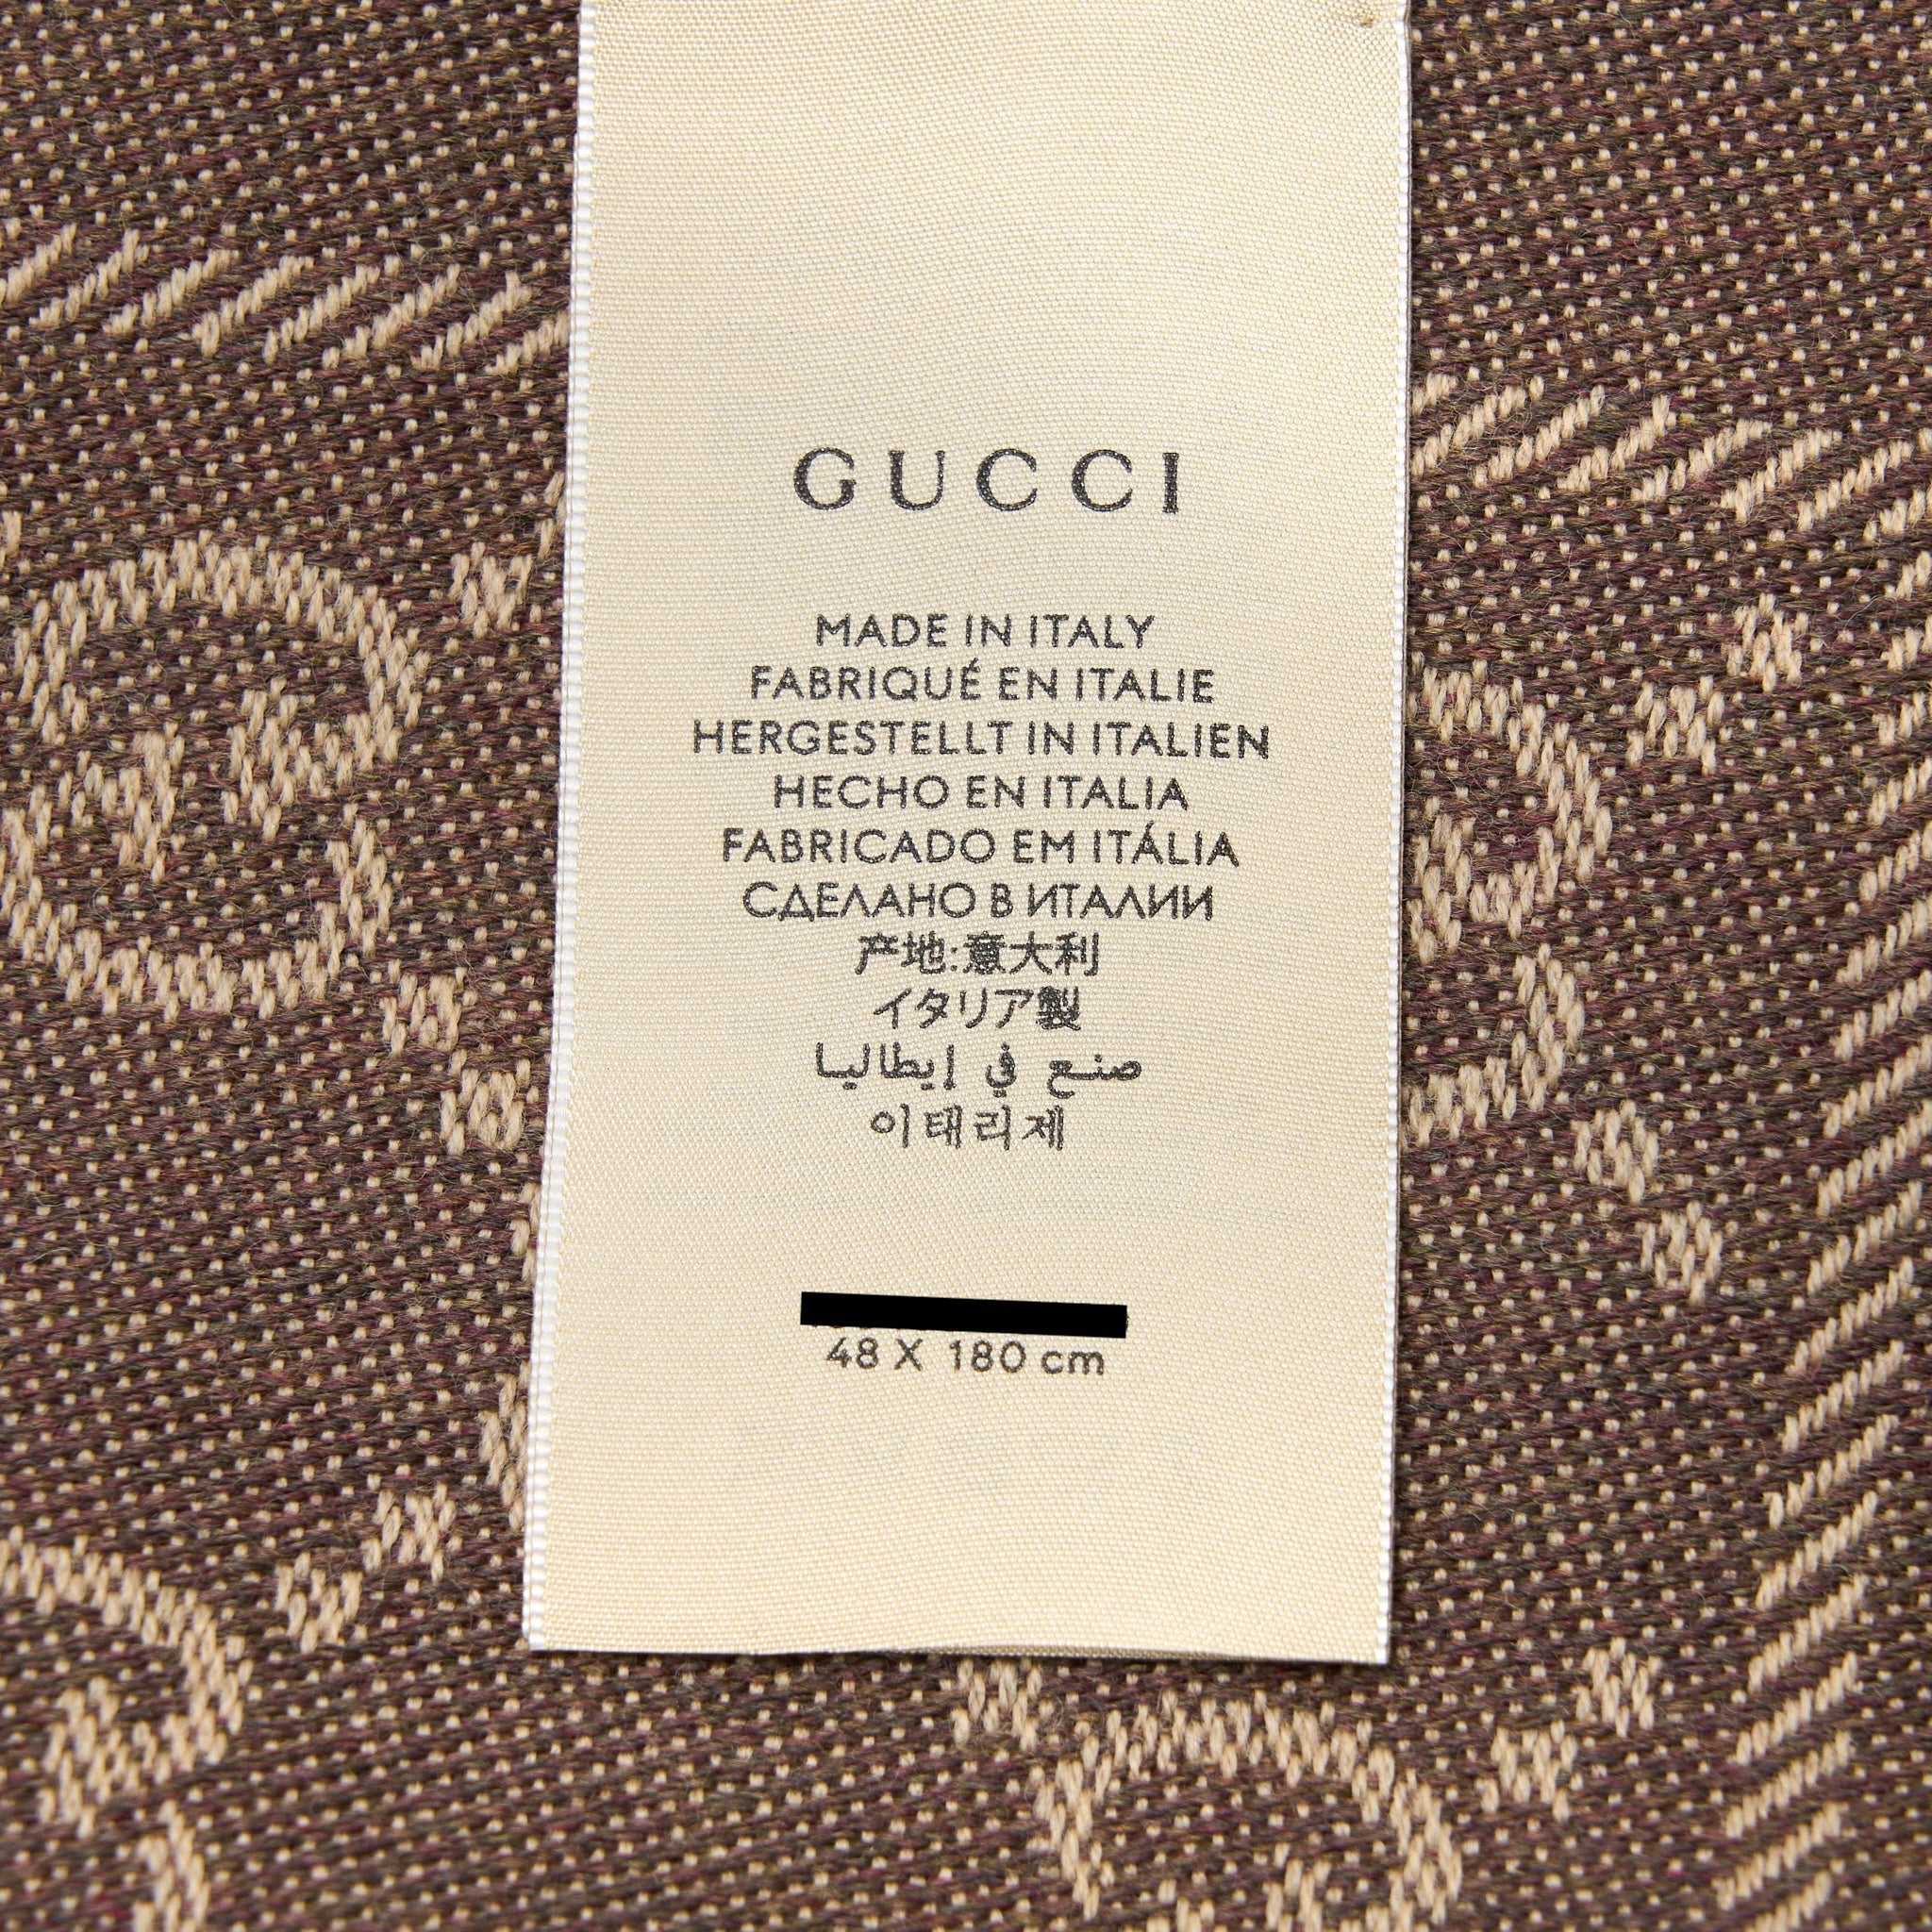 GUCCI
MADE IN ITALY
FABRIQUÉ EN ITALIE
HERGESTELLT IN ITALIEN
HECHO EN ITALIA
FABRICADO EM ITÁLIA
СДЕЛАНО В ИТАЛИИ
产地:意大利
イタリア製
صنع في إيطاليا
이태리제
48 X 180 cm